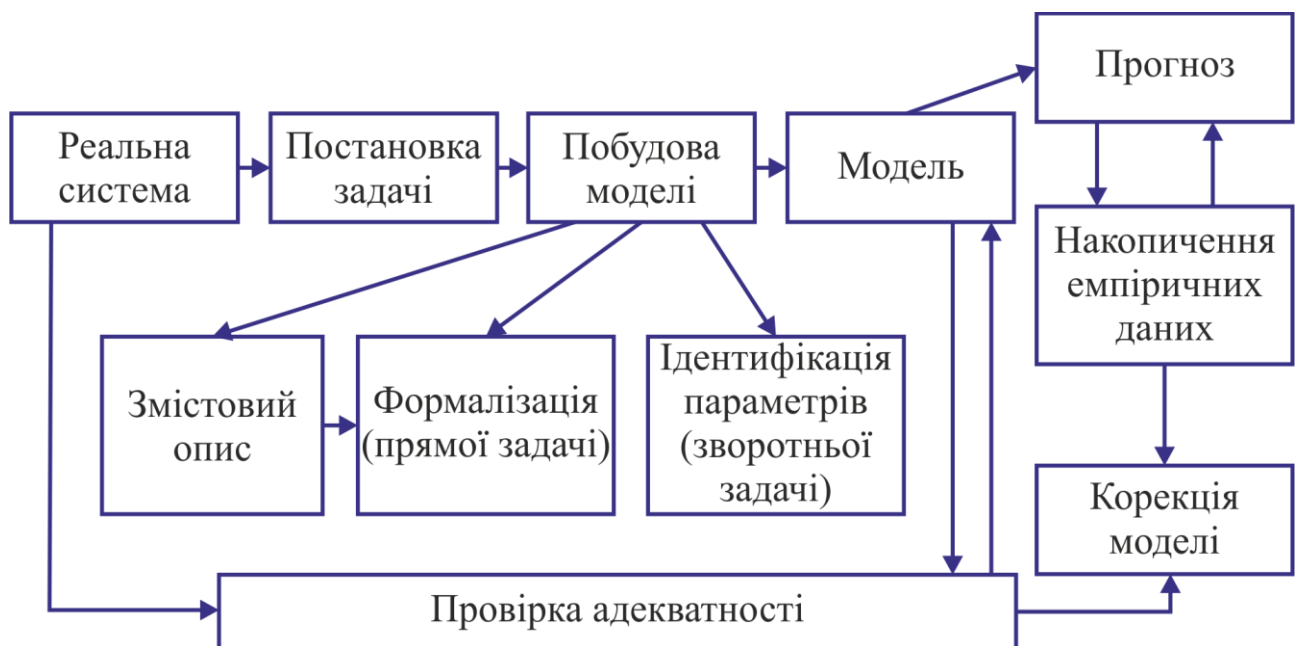 Прогноз
Реальна
система
Постановка
задачі
Побудова
моделі
Модель
Накопичення
емпіричних
даних
Змістовий
опис
Формалізація
(прямої задачі)
Ідентифікація
параметрів
(зворотньої
задачі)
Корекція
моделі
Провірка адекватності